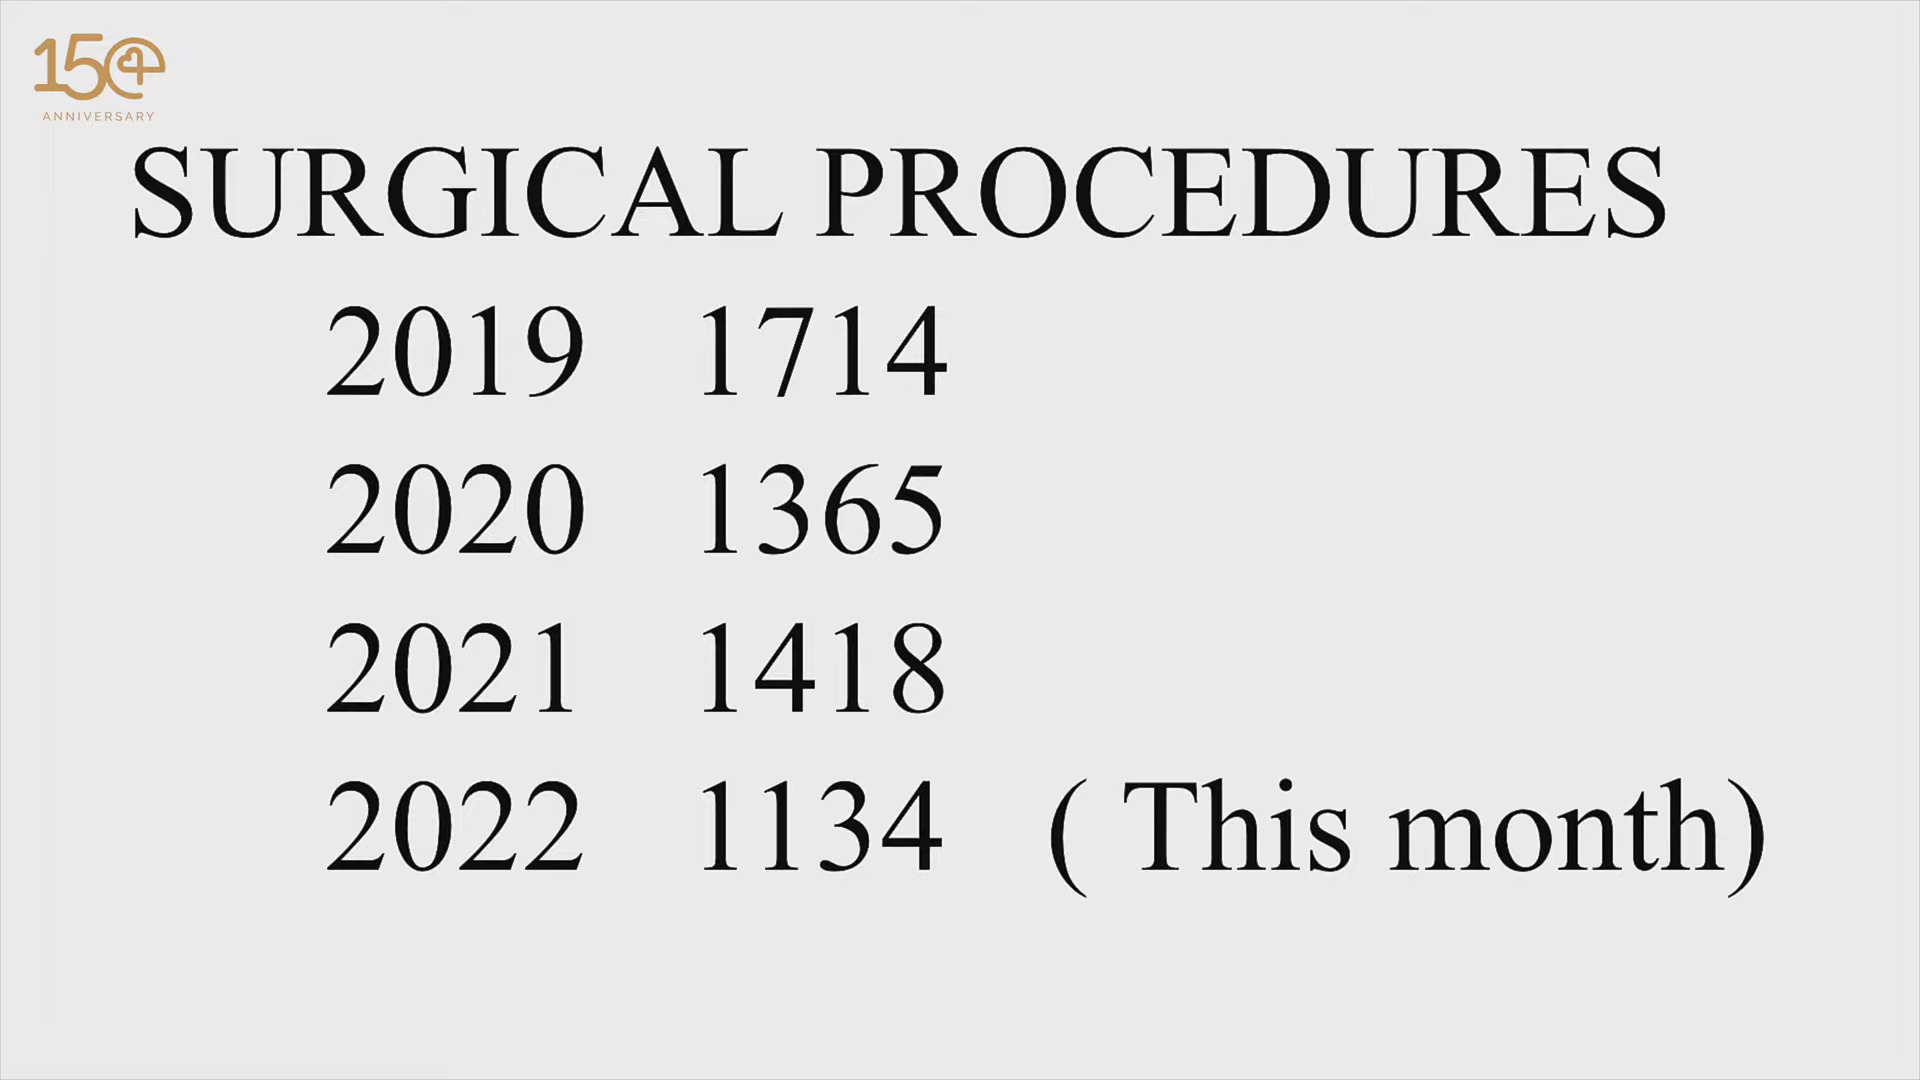 150
ANNIVERSARY
SURGICAL PROCEDURES
2019 1714
2020 1365
2021 1418
2022 1134 ( This month)